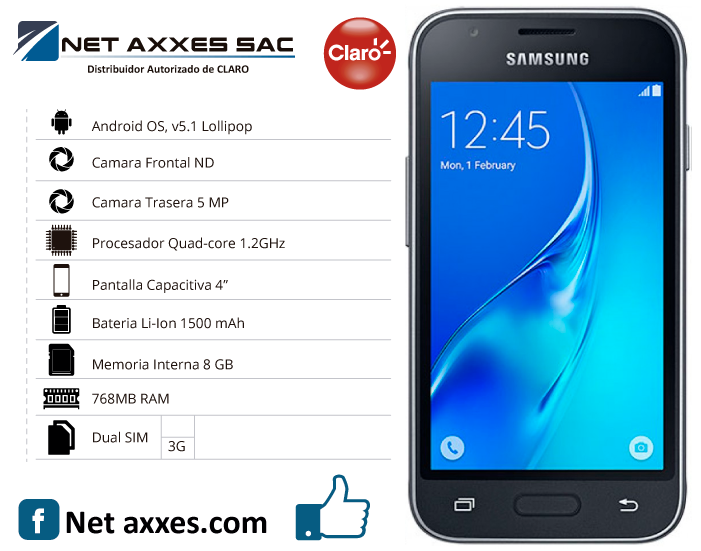 NET AXXES SAC
Distribuidor Autorizado de CLARO
Claro
Android OS, v5.1 Lollipop
Camara Frontal ND
Camara Trasera 5 MP
Procesador Quad-core 1.2GHz
Pantalla Capacitiva 4”
Bateria Li-Ion 1500 mAh
Memoria Interna 8 GB
768MB RAM
Dual SIM
3G
f Net axxes.com
SAMSUNG
12:45
Mon, 1 February